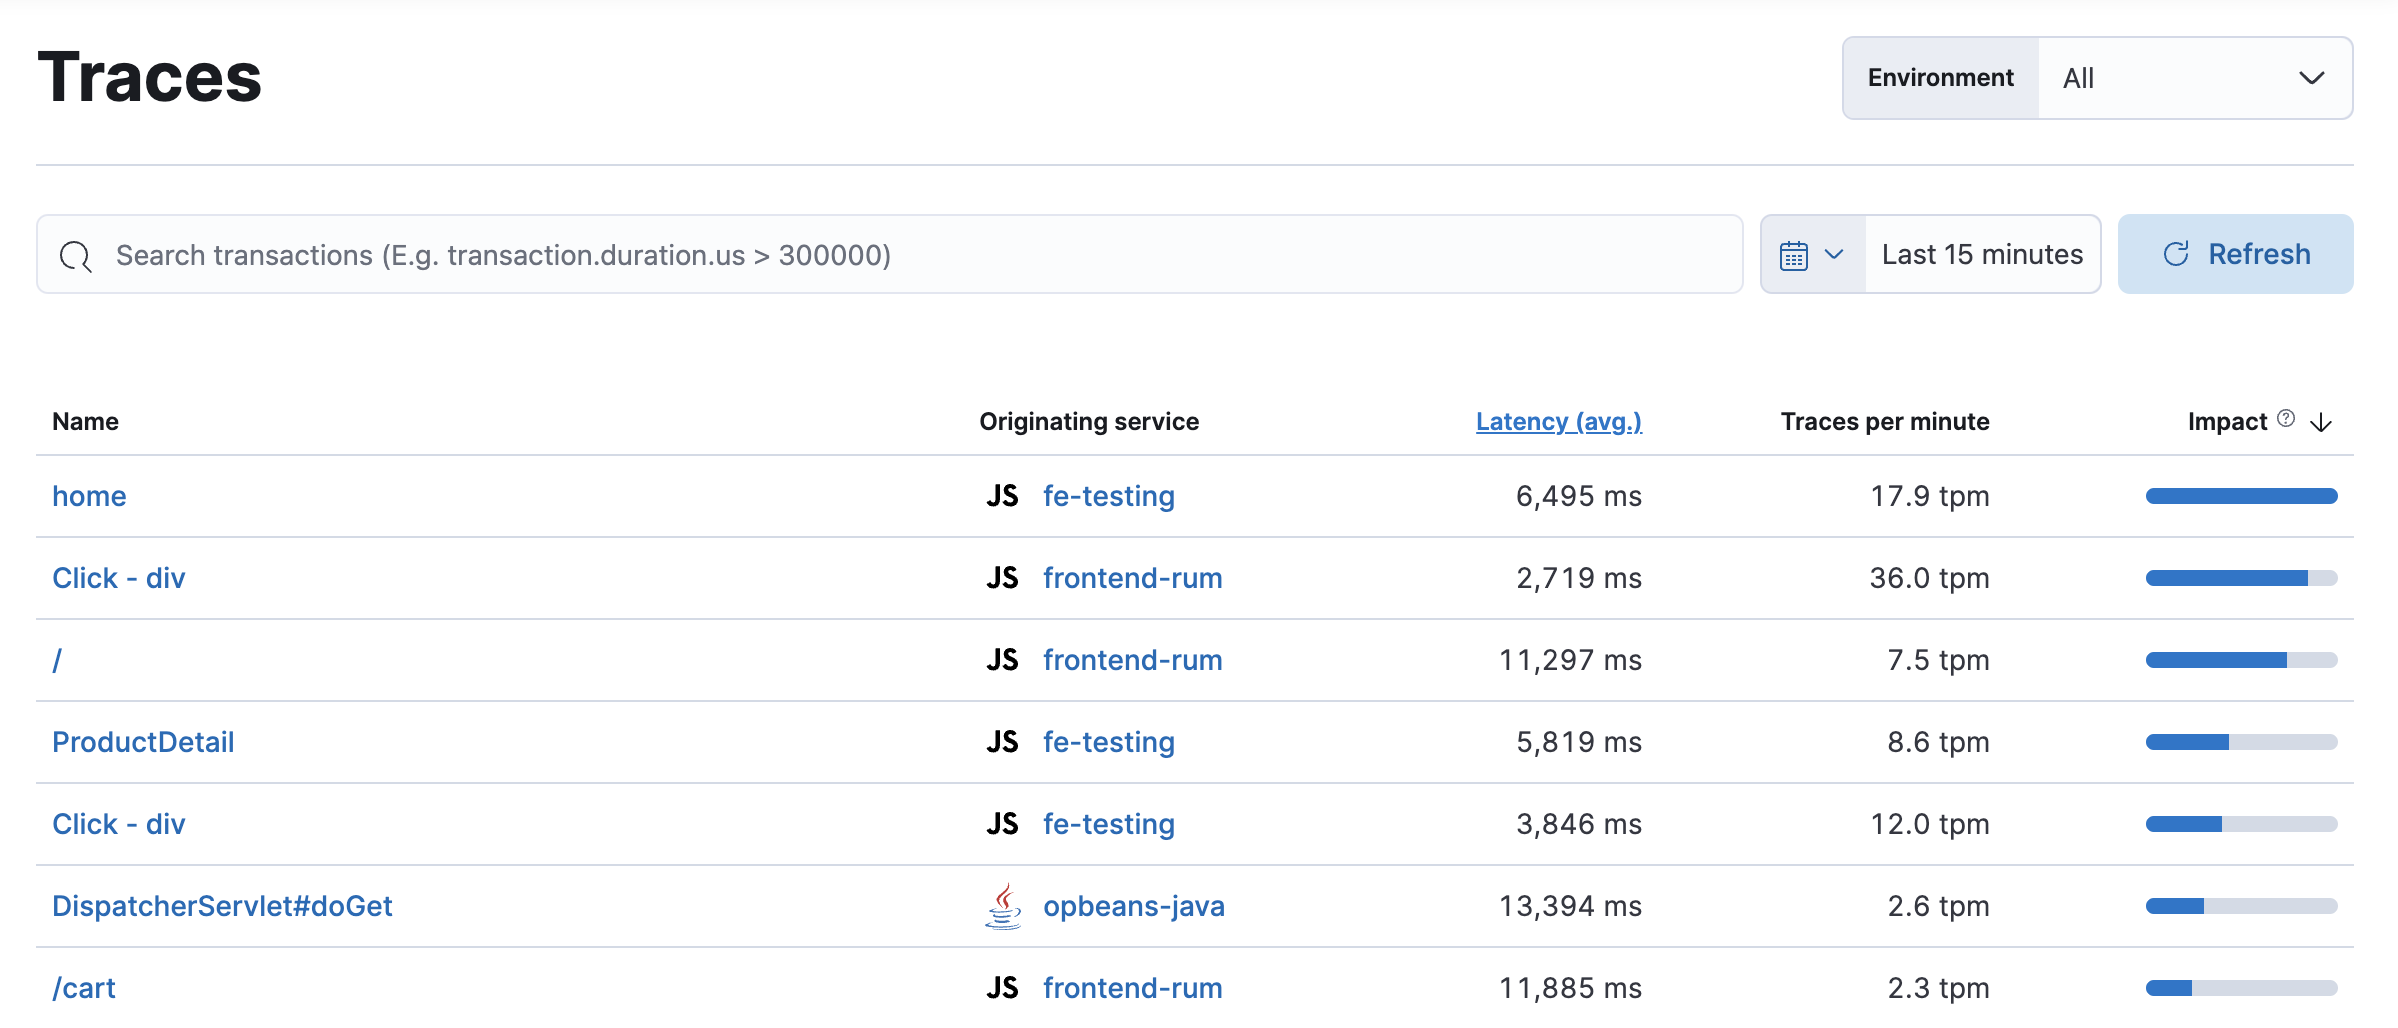 Traces
Environment All
Search transactions (E.g. transaction.duration.us > 300000) Last 15 minutes Refresh
Name Originating service Latency (avg.) Traces per minute Impact ?
home JS fe-testing 6,495 ms 17.9 tpm
Click - div JS frontend-rum 2,719 ms 36.0 tpm
/ JS frontend-rum 11,297 ms 7.5 tpm
ProductDetail JS fe-testing 5,819 ms 8.6 tpm
Click - div JS fe-testing 3,846 ms 12.0 tpm
DispatcherServlet#doGet opbeans-java 13,394 ms 2.6 tpm
/cart JS frontend-rum 11,885 ms 2.3 tpm